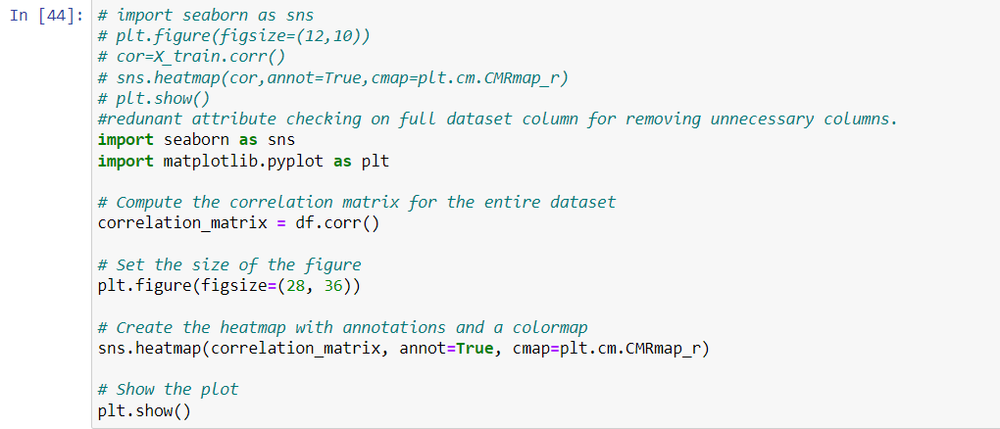 In [44]: # import seaborn as sns
# plt.figure(figsize=(12,10))
# cor=X_train.corr()
# sns.heatmap(cor,annot=True,cmap=plt.cm.CMRmap_r)
# plt.show()
#redunant attribute checking on full dataset column for removing unnecessary columns.
import seaborn as sns
import matplotlib.pyplot as plt

# Compute the correlation matrix for the entire dataset
correlation_matrix = df.corr()

# Set the size of the figure
plt.figure(figsize=(28, 36))

# Create the heatmap with annotations and a colormap
sns.heatmap(correlation_matrix, annot=True, cmap=plt.cm.CMRmap_r)

# Show the plot
plt.show()